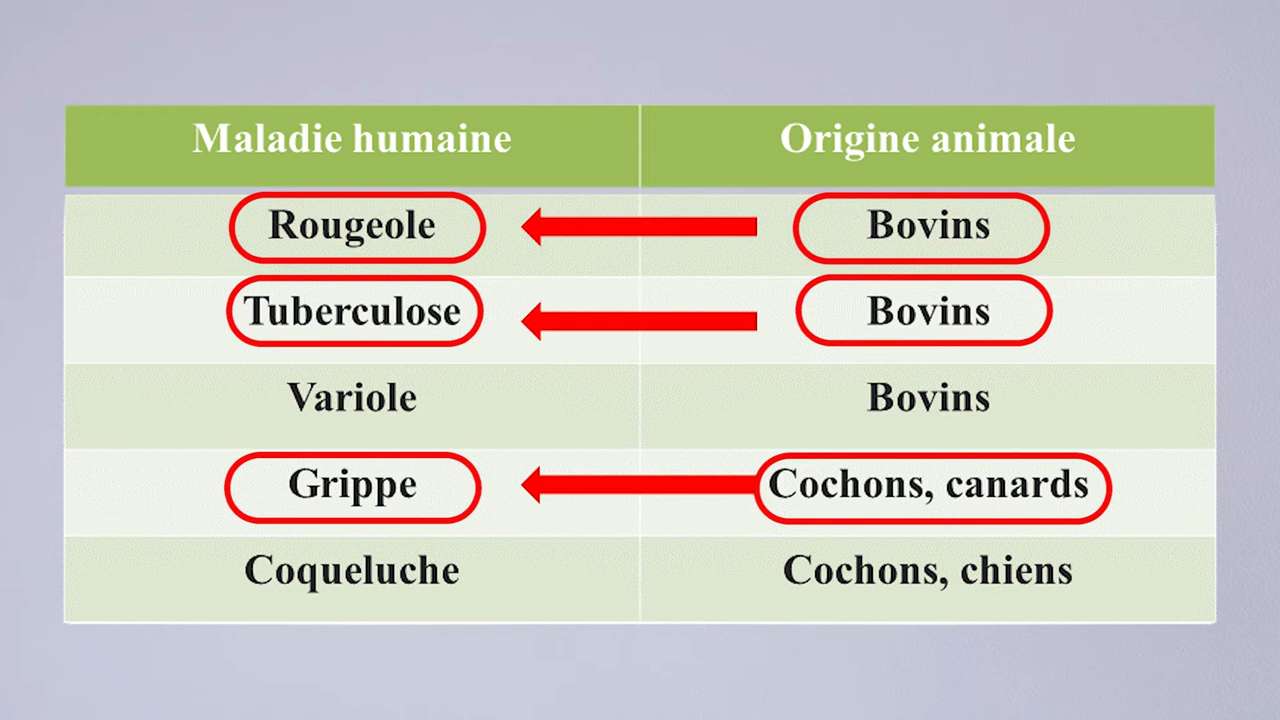 Maladie humaine
Origine animale
Rougeole
Bovins
Tuberculose
Bovins
Variole
Bovins
Grippe
Cochons, canards
Coqueluche
Cochons, chiens